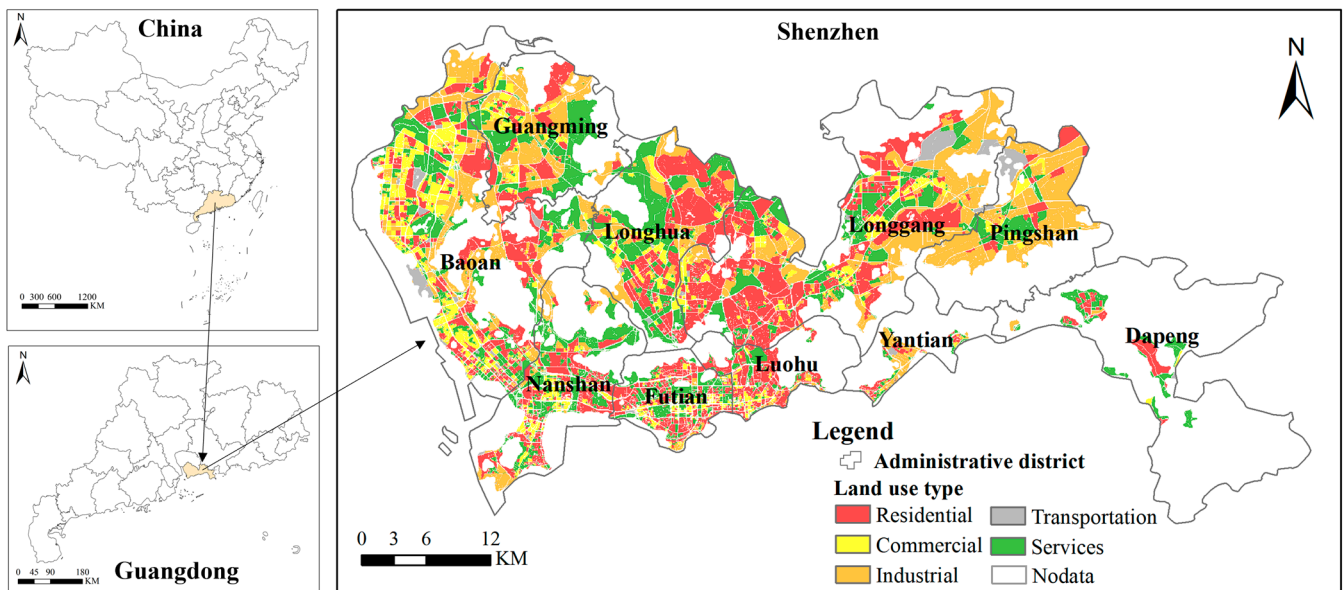 N
China
0 300 600 1200
KM
N
0 45 90 180
KM
Guangdong
Shenzhen
N
Guangming
Longhua
Baoan
Longgang
Pingshan
Nanshan
Futian
Luohu
Yantian
Dapeng
0 3 6 12
KM
Legend
Administrative district
Land use type
Residential
Transportation
Commercial
Services
Industrial
Nodata